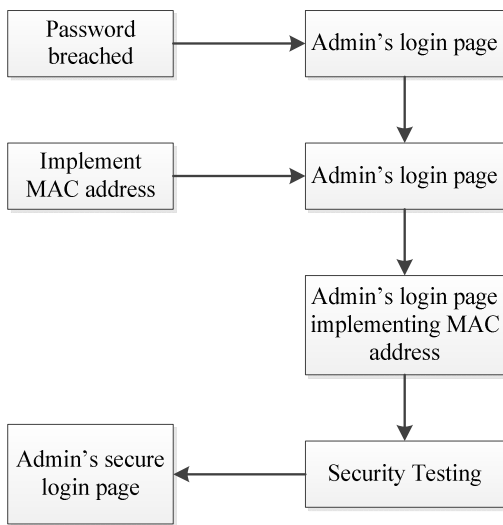 Password
breached
Admin's login page
Implement
MAC address
Admin's login page
Admin's login page
implementing MAC
address
Admin's secure
login page
Security Testing